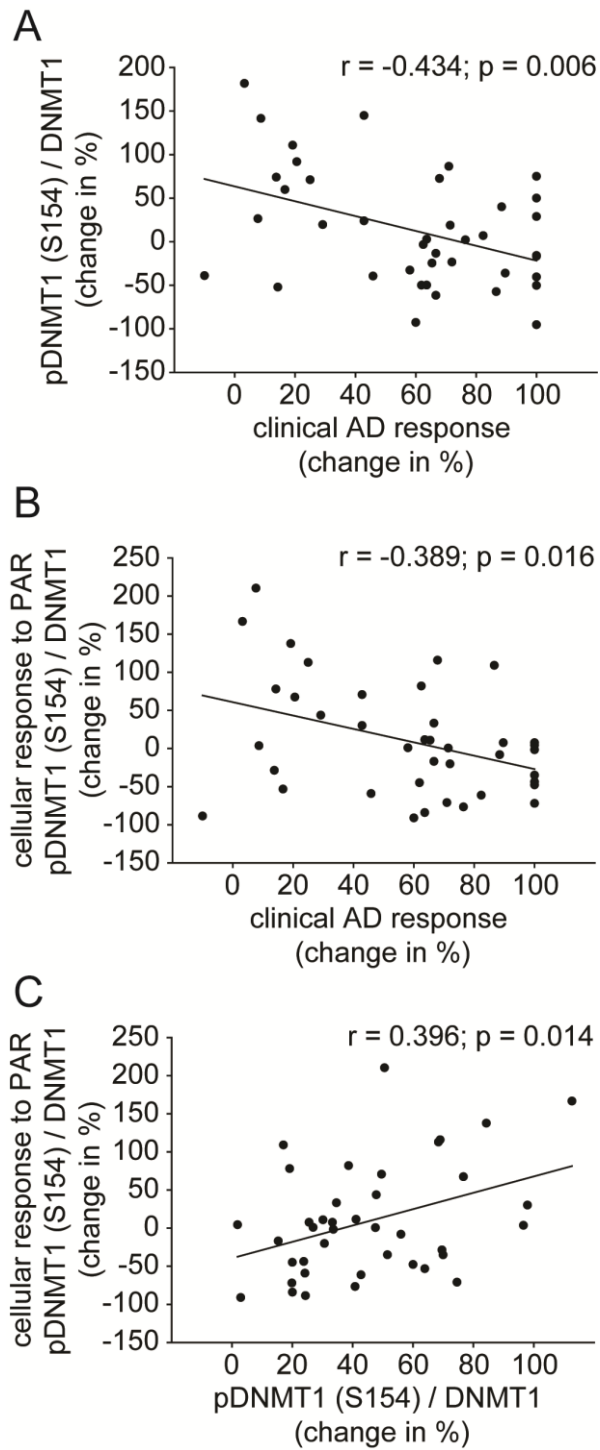 A
r = -0.434; p = 0.006
pDNMT1 (S154) / DNMT1
(change in %)
200
150
100
50
0
-50
-100
-150
0 20 40 60 80 100
clinical AD response
(change in %)
B
r = -0.389; p = 0.016
cellular response to PAR
pDNMT1 (S154) / DNMT1
(change in %)
250
200
150
100
50
0
-50
-100
-150
0 20 40 60 80 100
clinical AD response
(change in %)
C
r = 0.396; p = 0.014
cellular response to PAR
pDNMT1 (S154) / DNMT1
(change in %)
250
200
150
100
50
0
-50
-100
-150
0 20 40 60 80 100
pDNMT1 (S154) / DNMT1
(change in %)